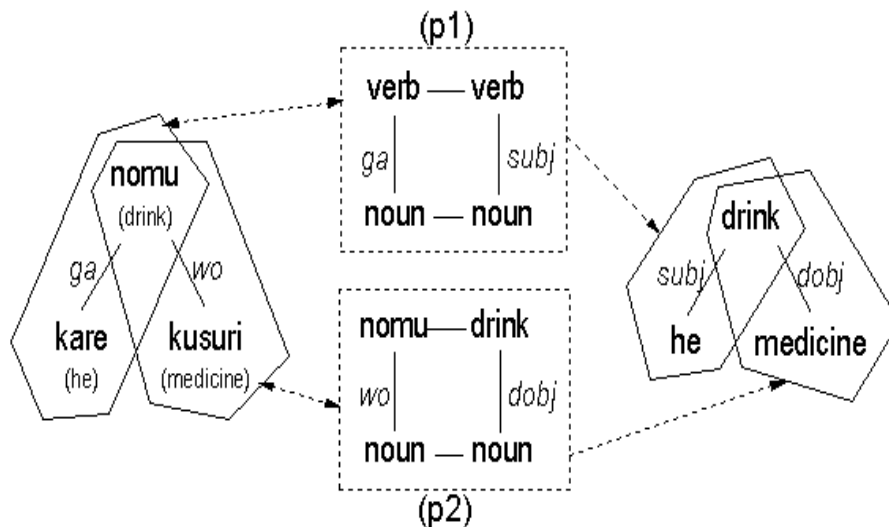 (p1)
verb — verb
ga subj
noun — noun
nomu
(drink)
ga wo
kare kusuri
(he) (medicine)
nomu — drink
wo dobj
noun — noun
(p2)
drink
subj dobj
he medicine